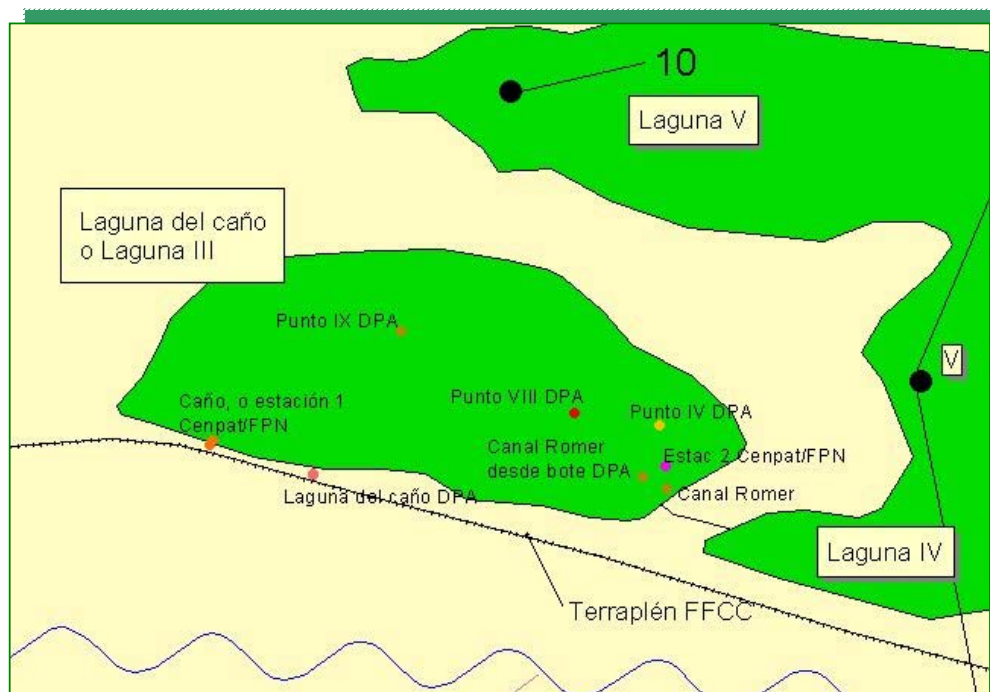 10
Laguna V
Laguna del caño
o Laguna III
Punto IX DPA
V
Caño, o estación 1
Cenpat/FPN
Punto VIII DPA
Punto IV DPA
Canal Romer
desde bote DPA
Estac 2 Cenpat/FPN
Laguna del caño DPA
Canal Romer
Laguna IV
Terraplén FFCC